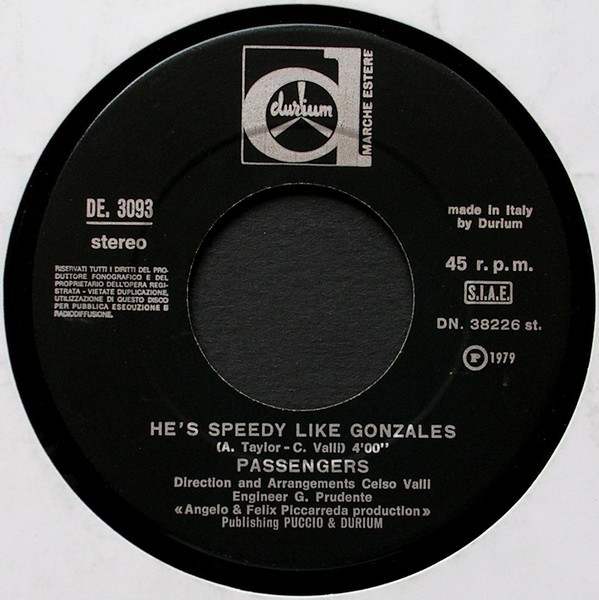 durium
MARCHE ESTERE
DE. 3093
stereo
RISERVATI TUTTI I DIRITTI DEL PRO-
DUTTORE FONOGRAFICO E DEL
PROPRIETARIO DELL'OPERA REGI-
STRATA - VIETATE DUPLICAZIONE,
UTILIZZAZIONE DI QUESTO DISCO
PER PUBBLICA ESECUZIONE E
RADIODIFFUSIONE.
made in Italy
by Durium
45 r.p.m.
S.I.A.E.
DN. 38226 st.
Ⓟ 1979
HE'S SPEEDY LIKE GONZALES
(A. Taylor - C. Valli) 4'00"
PASSENGERS
Direction and Arrangements Celso Valli
Engineer G. Prudente
«Angelo & Felix Piccarreda production»
Publishing PUCCIO & DURIUM